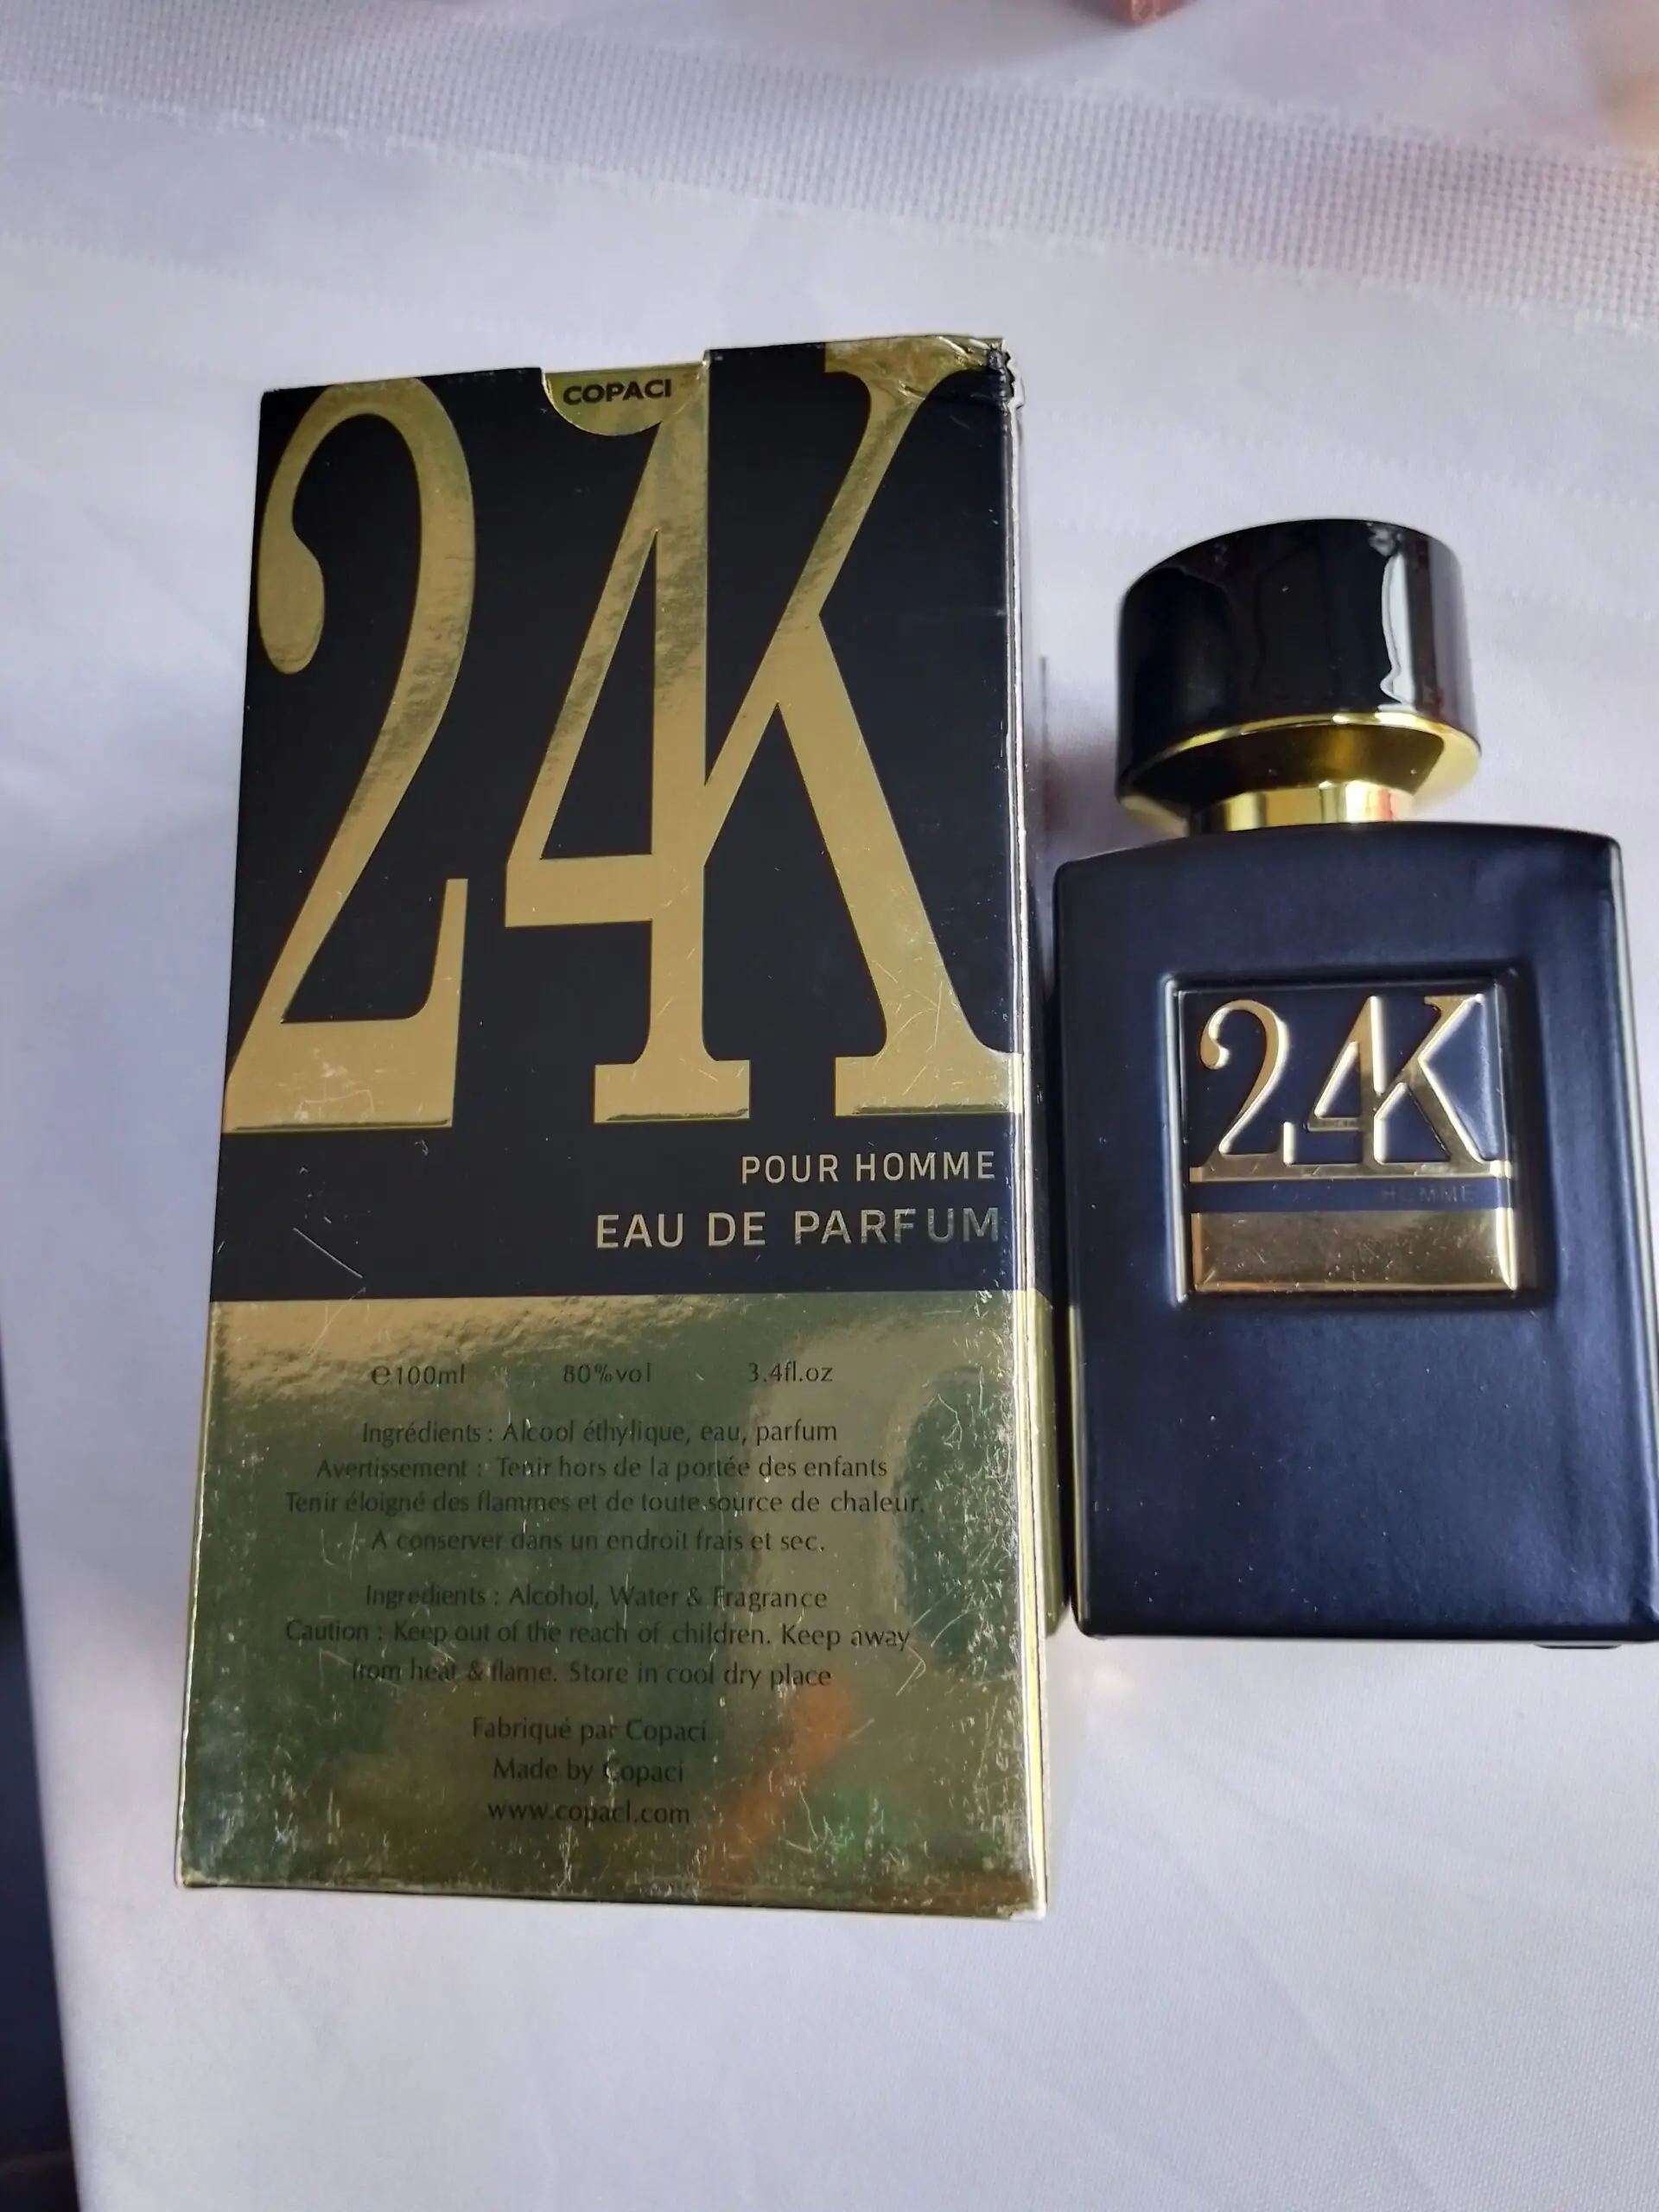 COPACI
24K
POUR HOMME
EAU DE PARFUM
℮100ml 80%vol 3.4fl.oz
Ingrédients : Alcool éthylique, eau, parfum
Avertissement : Tenir hors de la portée des enfants
Tenir éloigné des flammes et de toute source de chaleur.
A conserver dans un endroit frais et sec.
Ingredients : Alcohol, Water & Fragrance
Caution : Keep out of the reach of children. Keep away
from heat & flame. Store in cool dry place
Fabriqué par Copaci
Made by Copaci
www.copaci.com
24K
HOMME